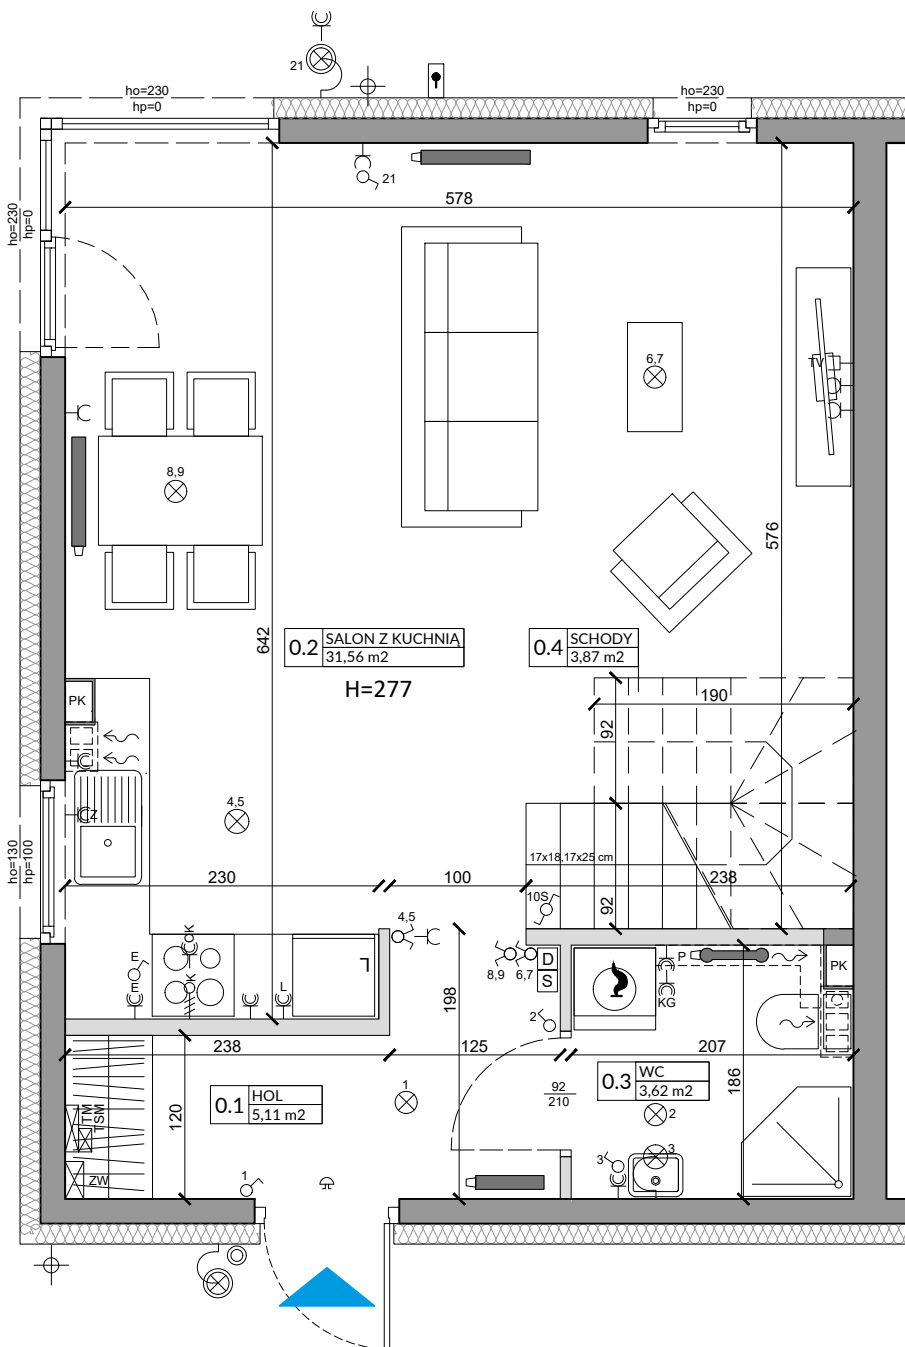 21
ho=230
hp=0
ho=230
hp=0
21
578
ho=230
hp=0
6,7
TV
8,9
576
642
0.2 SALON Z KUCHNIĄ
31,56 m2
H=277
0.4 SCHODY
3,87 m2
PK
190
92
Z
4,5
ho=130
hp=100
17x18,17x25 cm
230
100
238
10S
92
4,5
E
E
OK
K
L
8,9
6,7
D
S
P
KG
PK
198
2
238
125
207
186
0.1 HOL
5,11 m2
1
92
210
0.3 WC
3,62 m2
2
120
TM
TSM
ZW
1
3
3